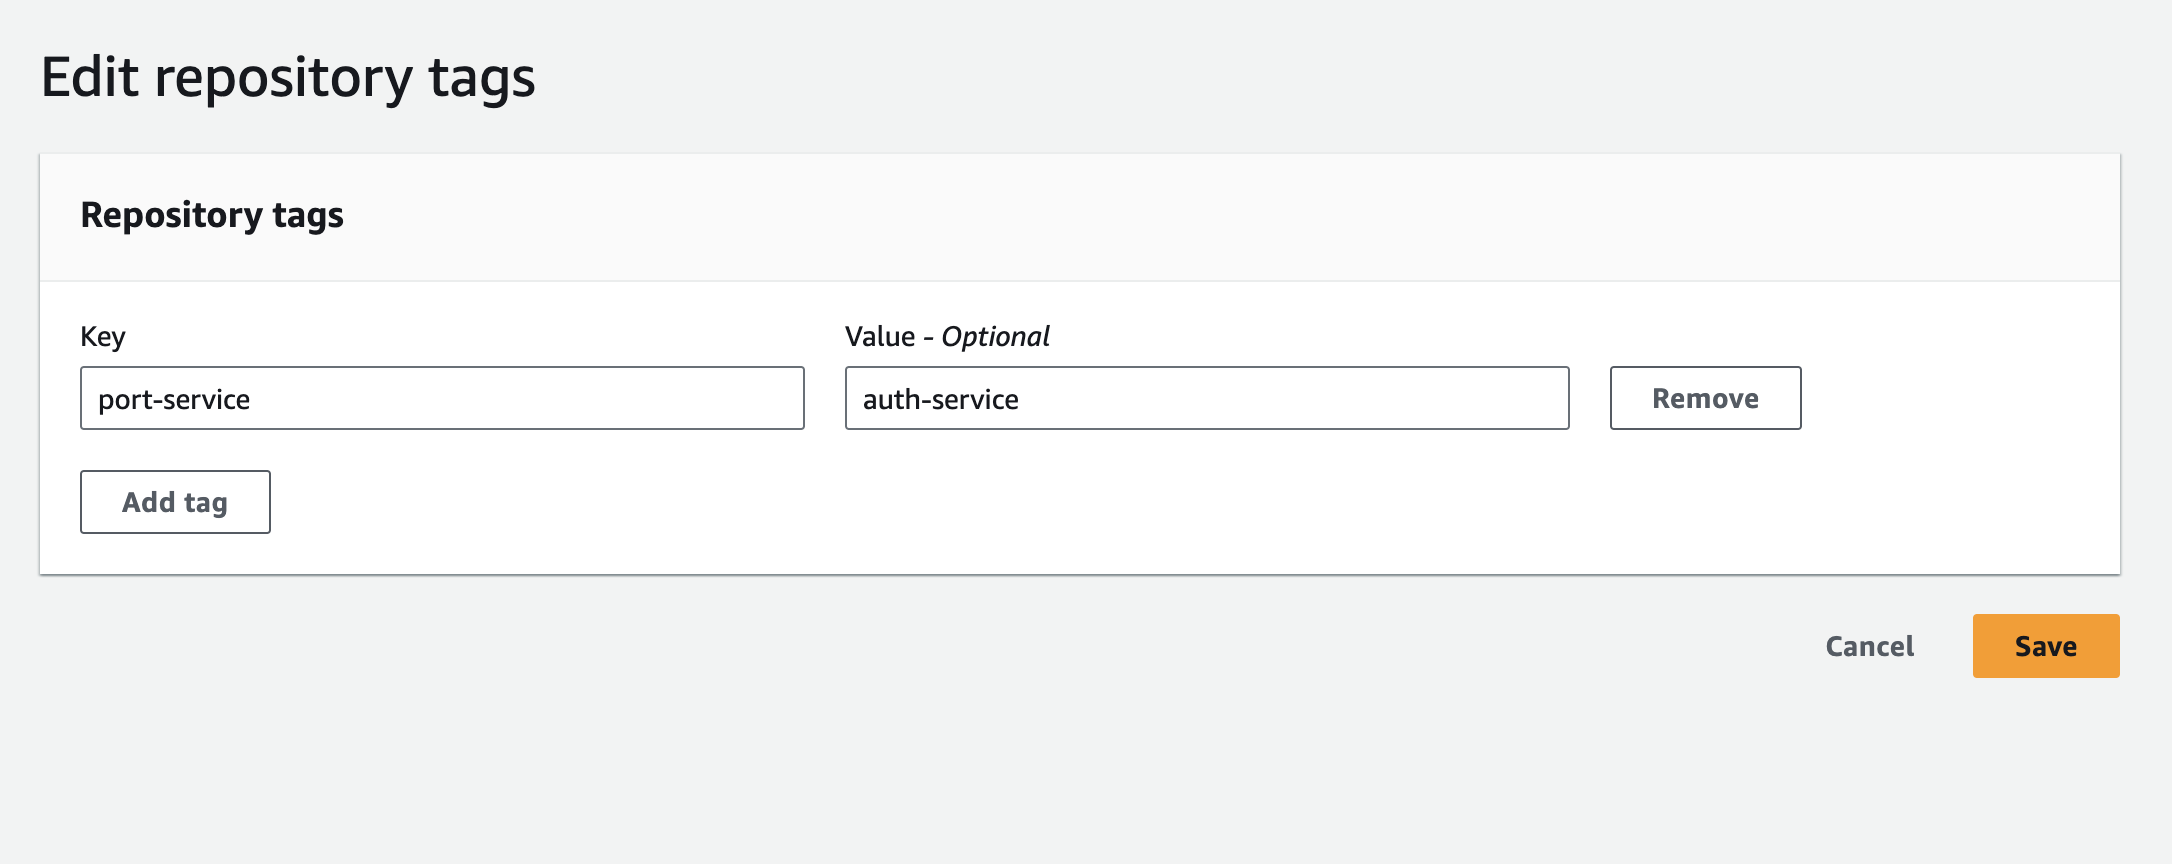 Edit repository tags
Repository tags
Key
Value - Optional
port-service
auth-service
Remove
Add tag
Cancel
Save